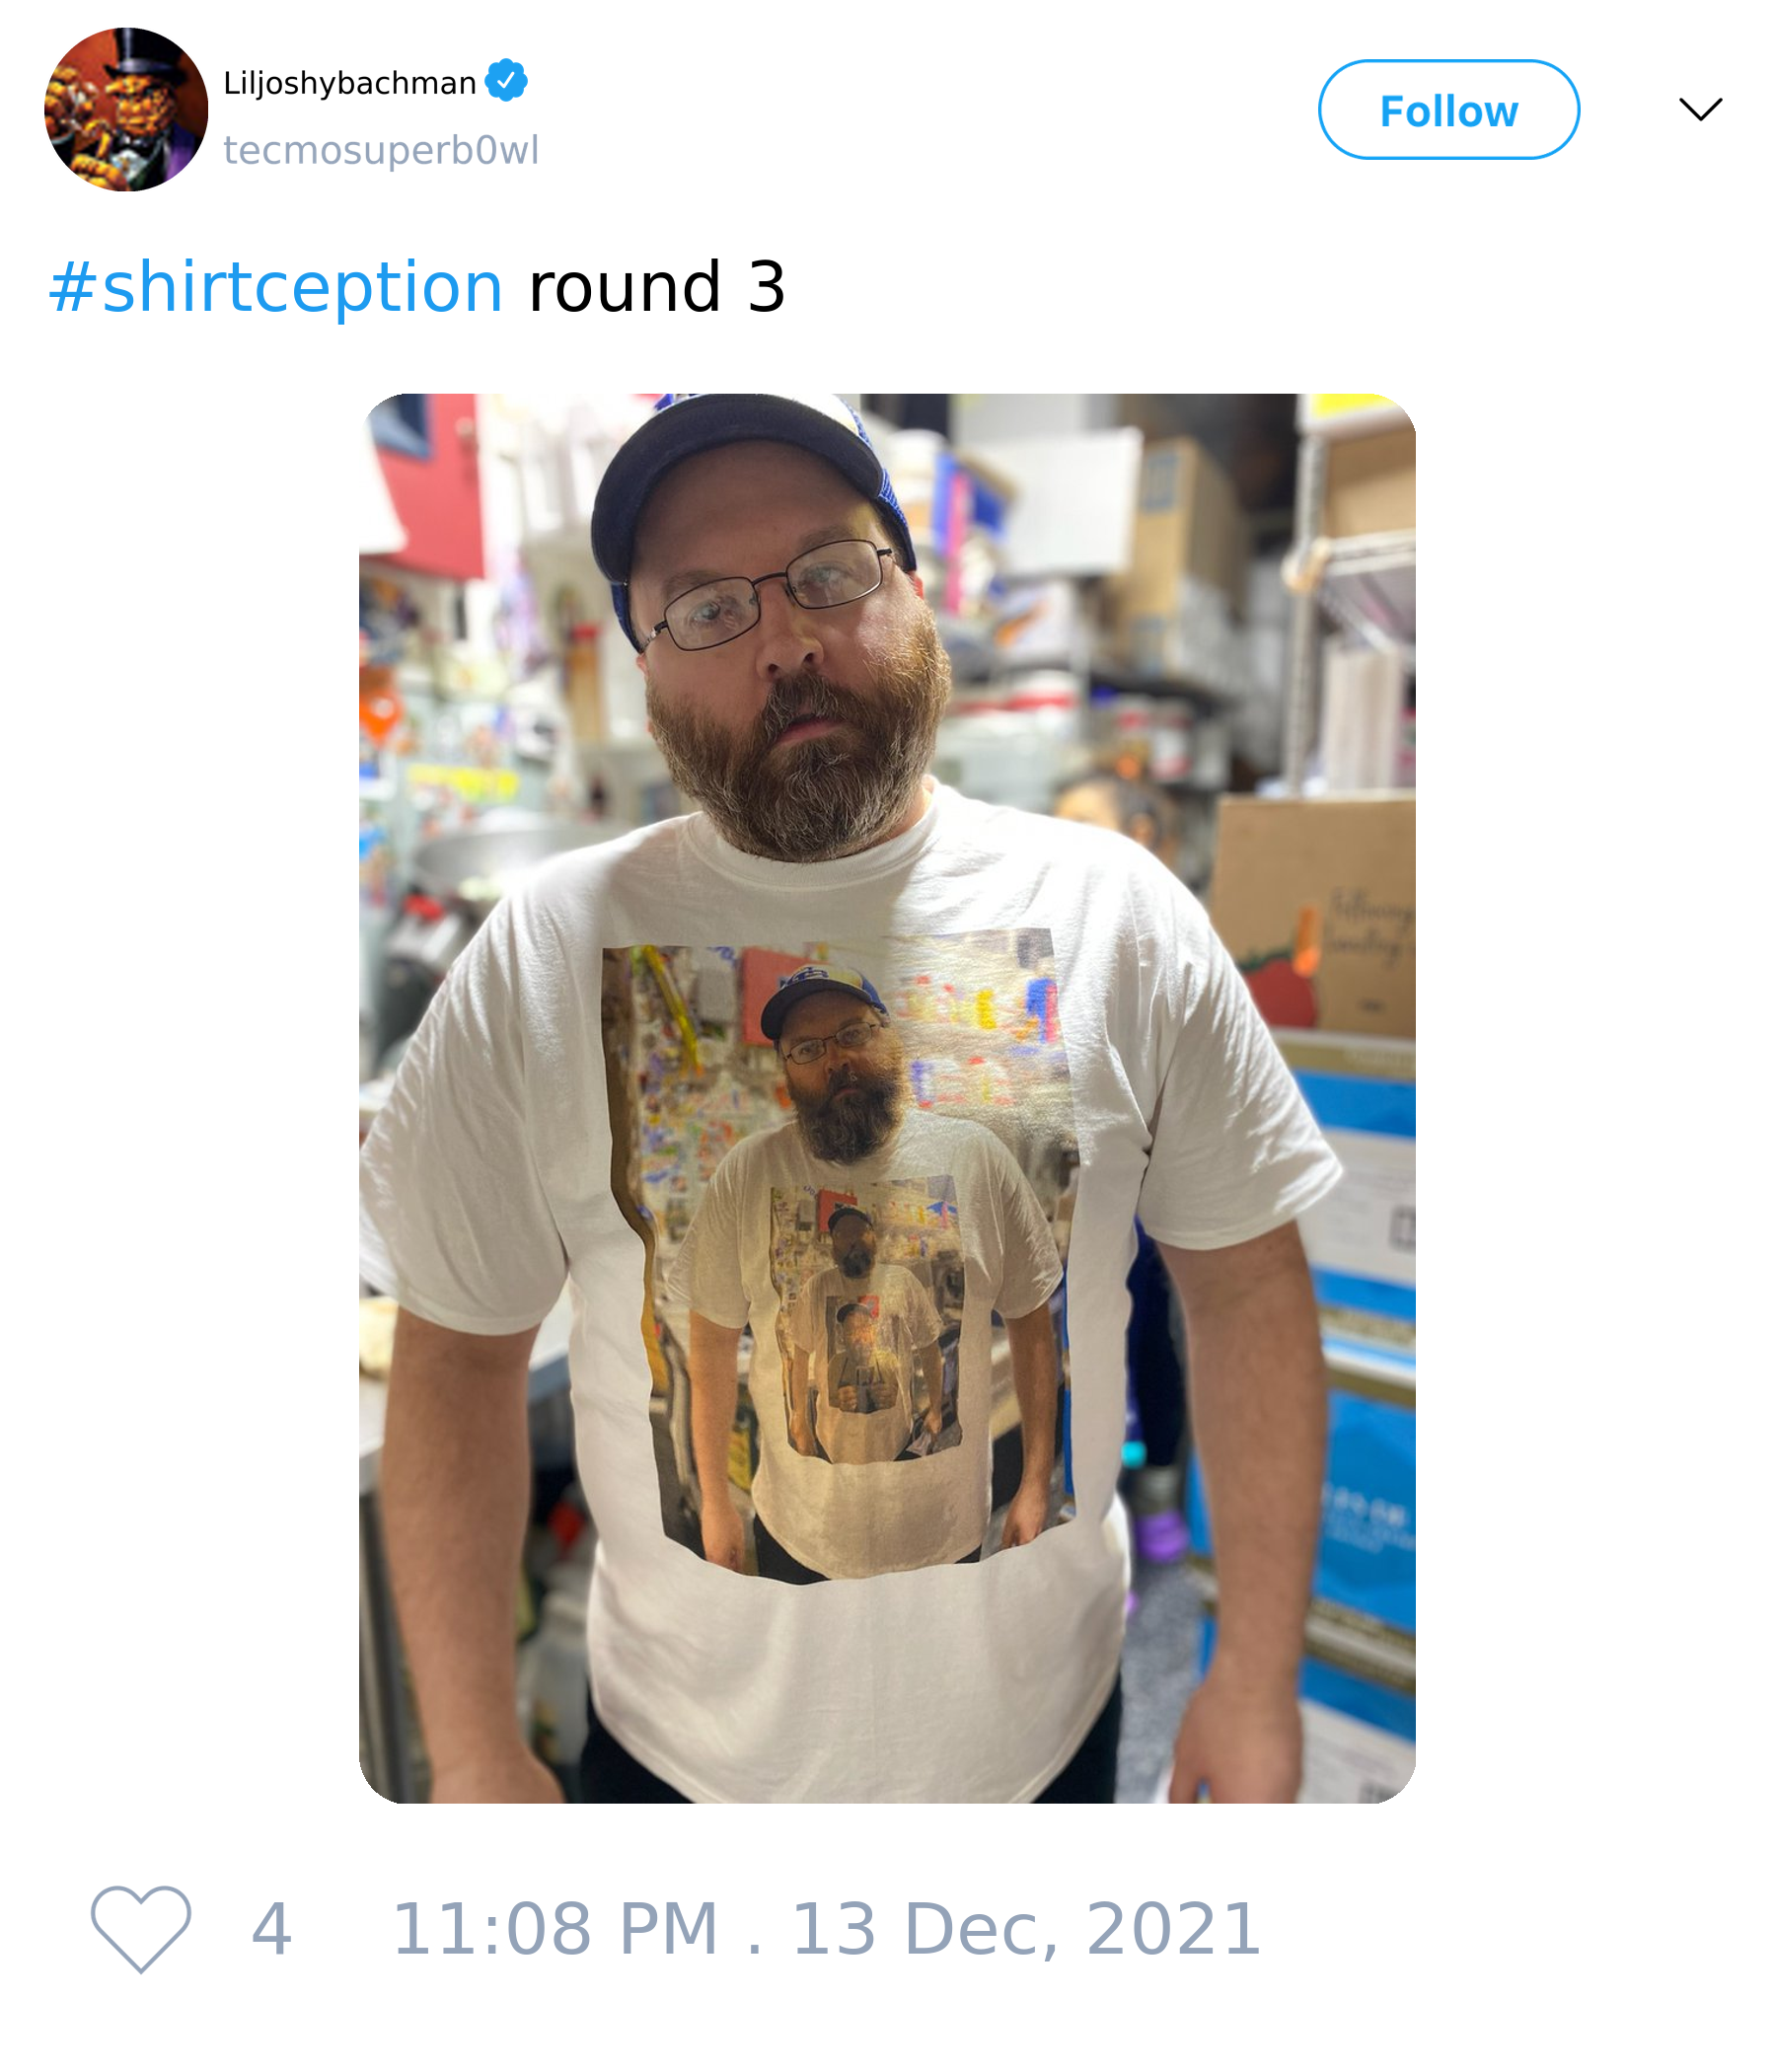 Liljoshybachman
tecmosuperb0wl
Follow
#shirtception round 3
4 11:08 PM . 13 Dec, 2021